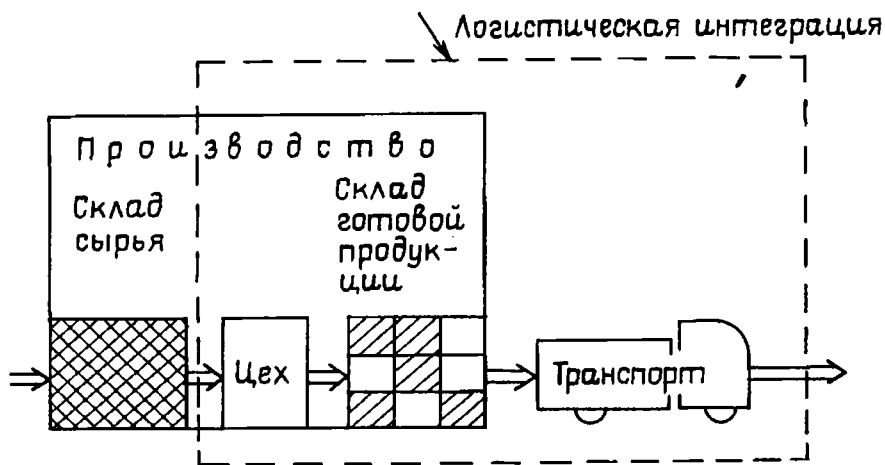 Логистическая интеграция
Производство
Склад
сырья
Склад
готовой
продук-
ции
Цех
Транспорт